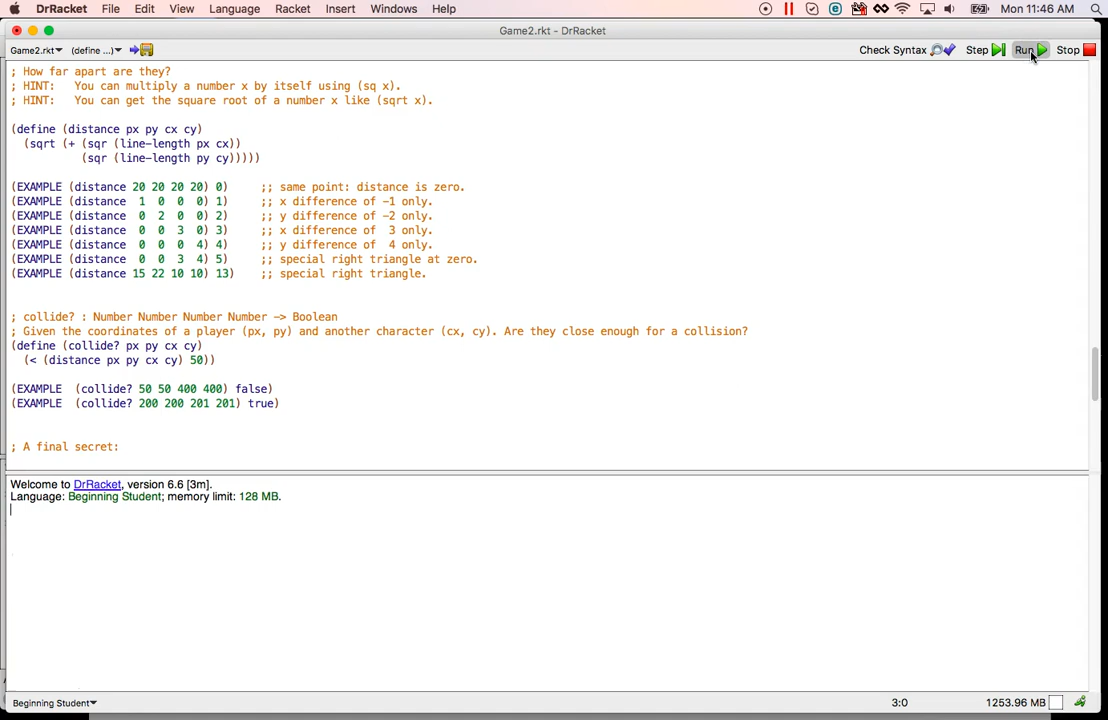 DrRacket File Edit View Language Racket Insert Windows Help Mon 11:46 AM
Game2.rkt - DrRacket
Game2.rkt▾ (define ...)▾ Check Syntax Step Run Stop
; How far apart are they?
; HINT: You can multiply a number x by itself using (sq x).
; HINT: You can get the square root of a number x like (sqrt x).
(define (distance px py cx cy)
(sqrt (+ (sqr (line-length px cx))
(sqr (line-length py cy)))))
(EXAMPLE (distance 20 20 20 20) 0) ;; same point: distance is zero.
(EXAMPLE (distance 1 0 0 0) 1) ;; x difference of -1 only.
(EXAMPLE (distance 0 2 0 0) 2) ;; y difference of -2 only.
(EXAMPLE (distance 0 0 3 0) 3) ;; x difference of 3 only.
(EXAMPLE (distance 0 0 0 4) 4) ;; y difference of 4 only.
(EXAMPLE (distance 0 0 3 4) 5) ;; special right triangle at zero.
(EXAMPLE (distance 15 22 10 10) 13) ;; special right triangle.
; collide? : Number Number Number Number -> Boolean
; Given the coordinates of a player (px, py) and another character (cx, cy). Are they close enough for a collision?
(define (collide? px py cx cy)
(< (distance px py cx cy) 50))
(EXAMPLE (collide? 50 50 400 400) false)
(EXAMPLE (collide? 200 200 201 201) true)
; A final secret:
Welcome to DrRacket, version 6.6 [3m].
Language: Beginning Student; memory limit: 128 MB.
Beginning Student▾ 3:0 1253.96 MB